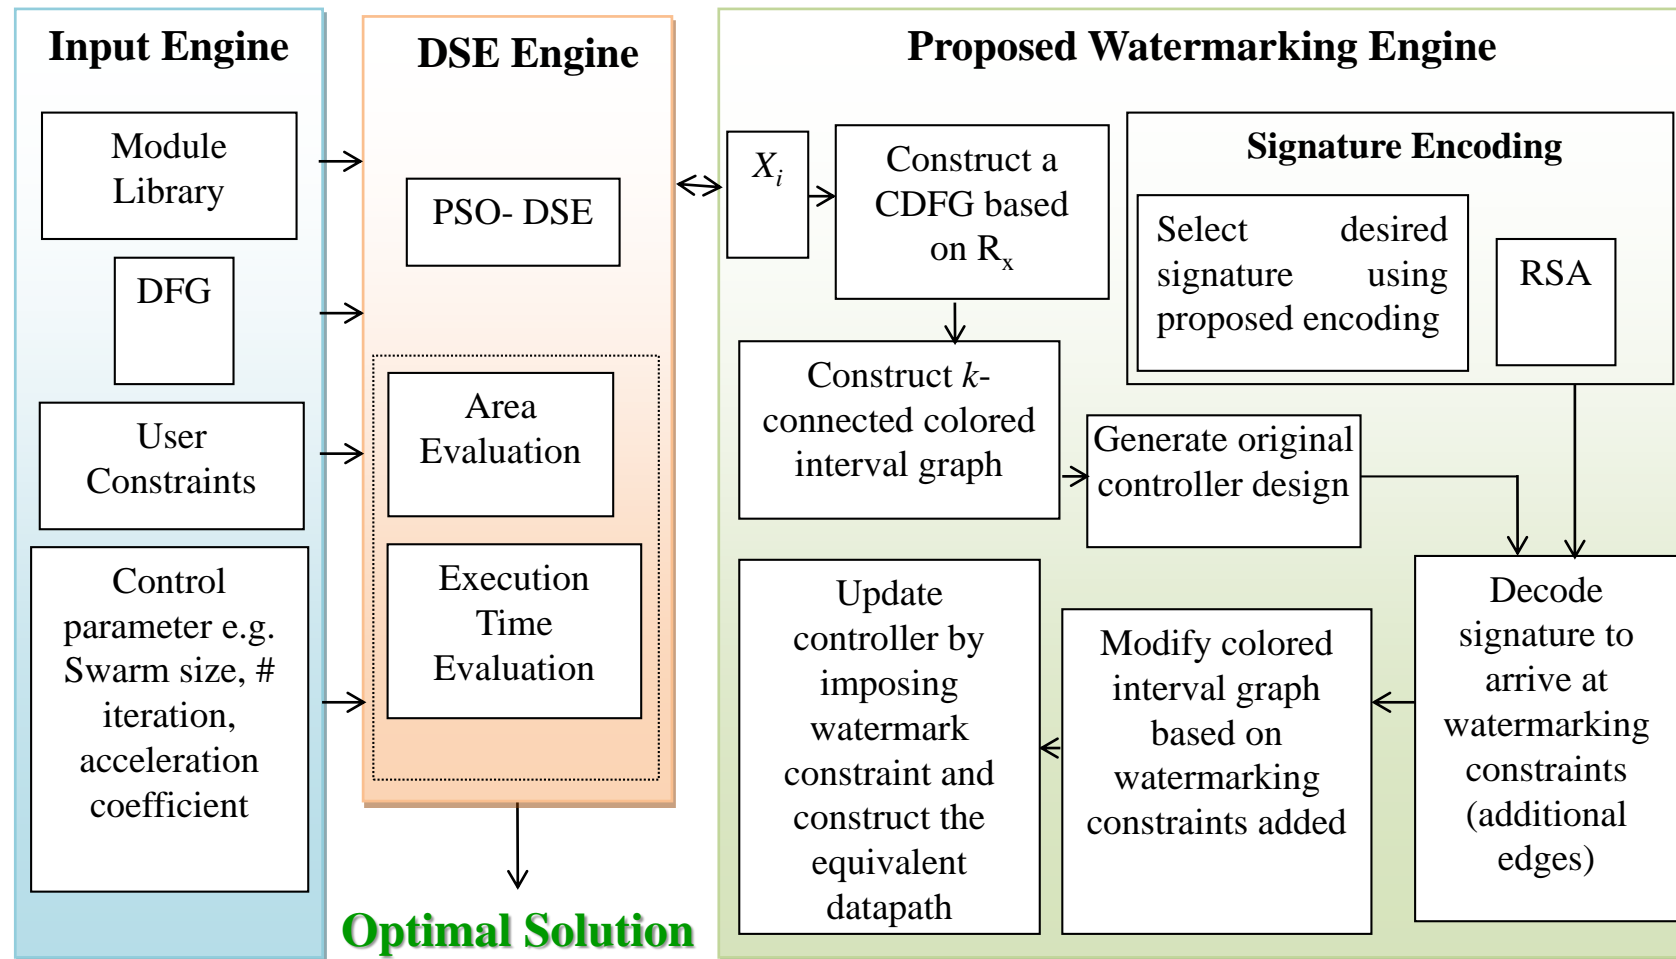 Input Engine
Module
Library
DFG
User
Constraints
Control
parameter e.g.
Swarm size, #
iteration,
acceleration
coefficient
DSE Engine
PSO- DSE
Area
Evaluation
Execution
Time
Evaluation
Optimal Solution
Proposed Watermarking Engine
Xi
Construct a
CDFG based
on Rx
Signature Encoding
Select desired
signature using
proposed encoding
RSA
Construct k-
connected colored
interval graph
Generate original
controller design
Decode
signature to
arrive at
watermarking
constraints
(additional
edges)
Modify colored
interval graph
based on
watermarking
constraints added
Update
controller by
imposing
watermark
constraint and
construct the
equivalent
datapath